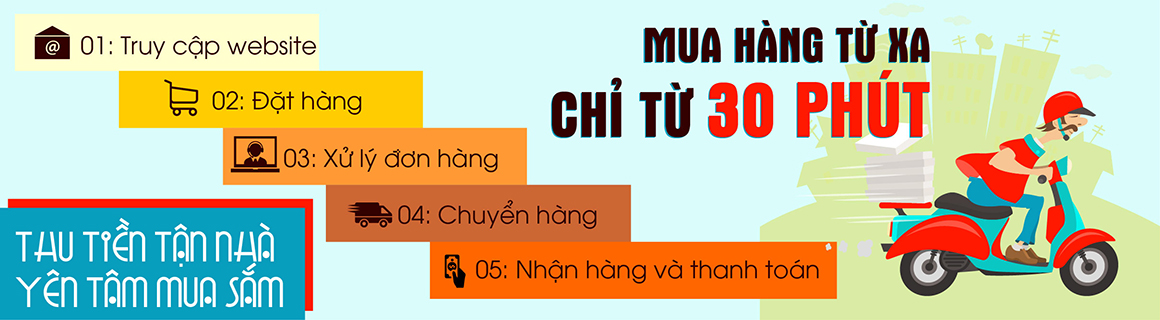 @ 01: Truy cập website
02: Đặt hàng
03: Xử lý đơn hàng
04: Chuyển hàng
05: Nhận hàng và thanh toán
THU TIỀN TẬN NHÀ
YÊN TÂM MUA SẮM
MUA HÀNG TỪ XA
CHỈ TỪ 30 PHÚT